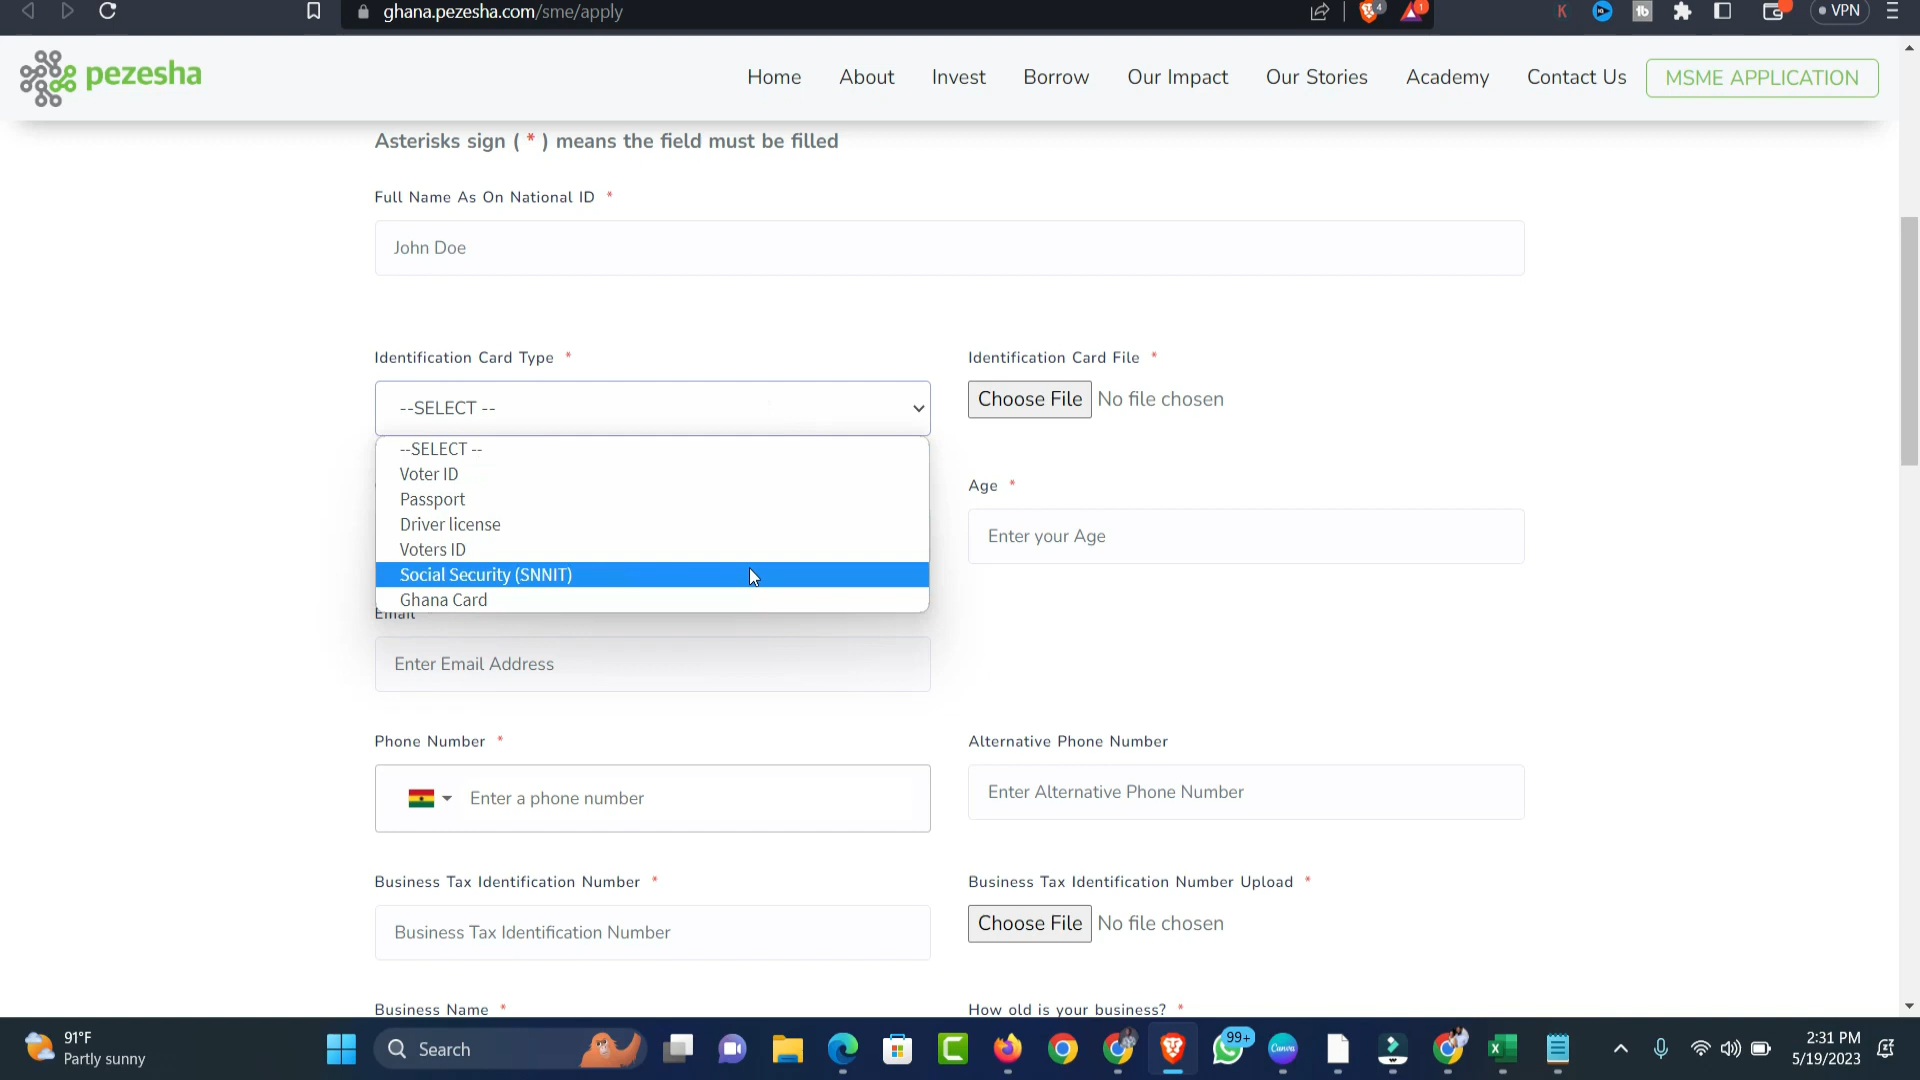 ghana.pezesha.com/sme/apply
4
1
K
tb
VPN
pezesha
Home
About
Invest
Borrow
Our Impact
Our Stories
Academy
Contact Us
MSME APPLICATION
Asterisks sign ( * ) means the field must be filled
Full Name As On National ID *
John Doe
Identification Card Type *
Identification Card File *
--SELECT --
Choose File No file chosen
--SELECT --
Voter ID
Passport
Driver license
Voters ID
Social Security (SNNIT)
Ghana Card
Age *
Enter your Age
Email
Enter Email Address
Phone Number *
Alternative Phone Number
Enter a phone number
Enter Alternative Phone Number
Business Tax Identification Number *
Business Tax Identification Number Upload *
Business Tax Identification Number
Choose File No file chosen
Business Name *
How old is your business? *
91°F
Partly sunny
Search
99+
Canva
2:31 PM
5/19/2023